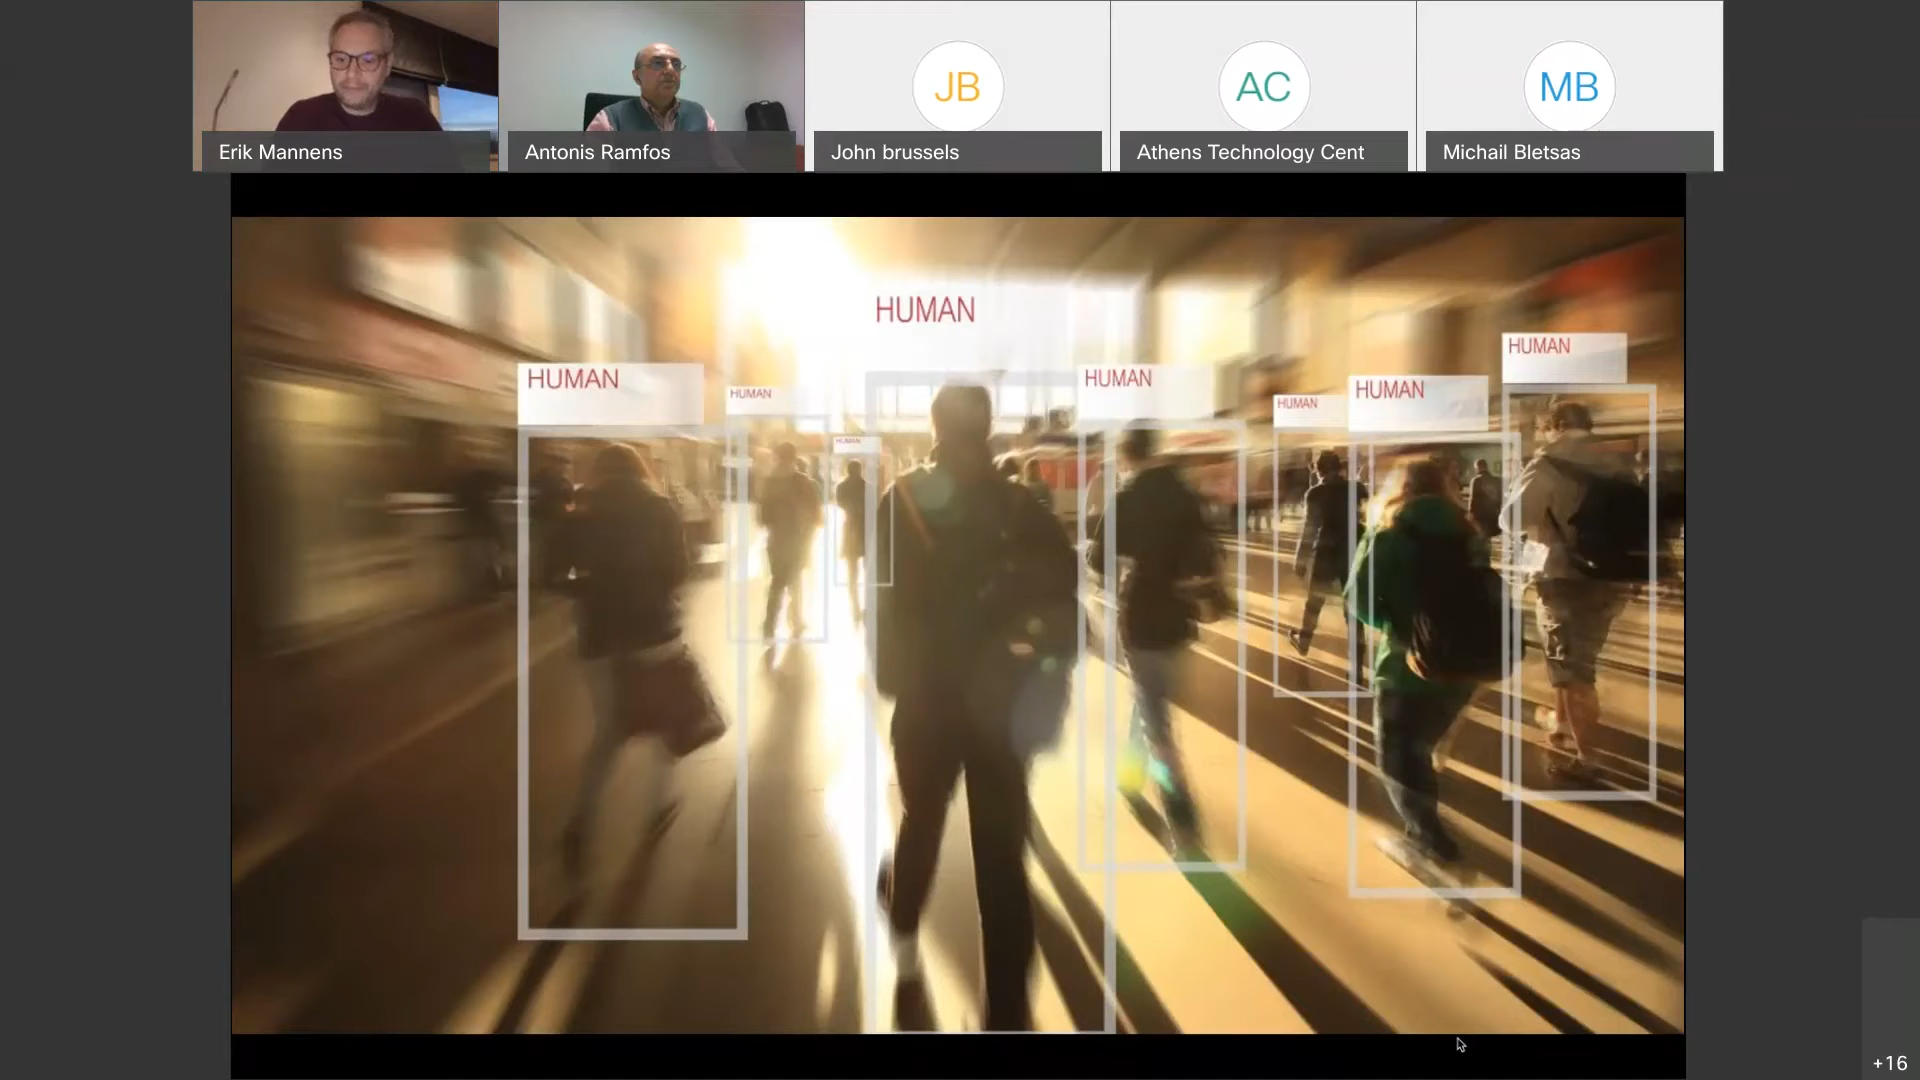 JB
AC
MB
Erik Mannens
Antonis Ramfos
John brussels
Athens Technology Cent
Michail Bletsas
HUMAN
HUMAN
HUMAN
HUMAN
HUMAN
HUMAN
HUMAN
HUMAN
+16